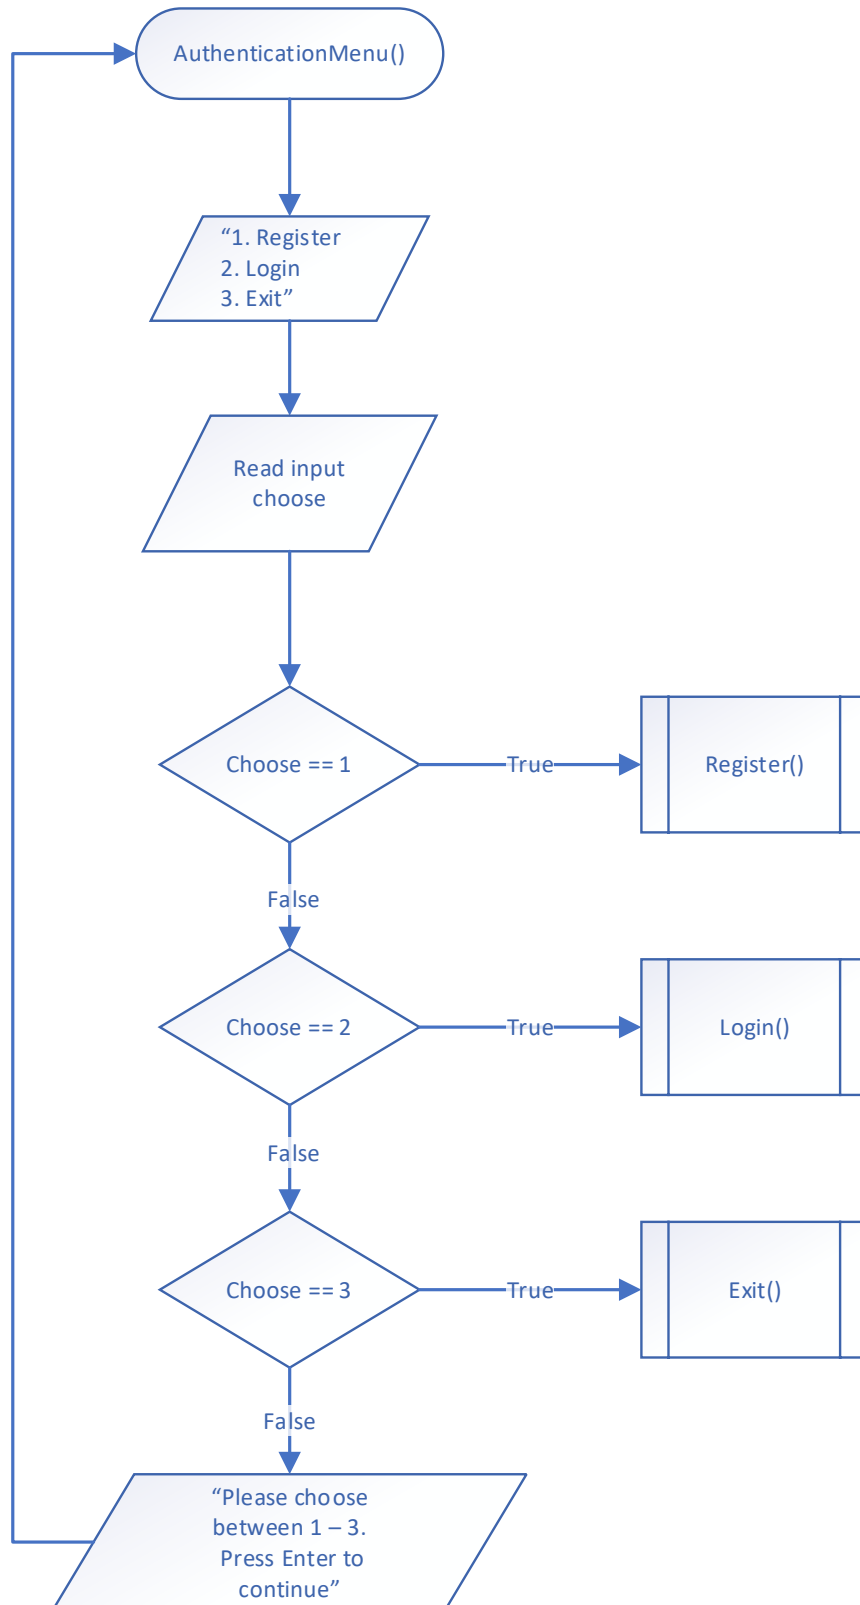 AuthenticationMenu()
“1. Register
2. Login
3. Exit”
Read input
choose
Choose == 1
True
Register()
False
Choose == 2
True
Login()
False
Choose == 3
True
Exit()
False
“Please choose
between 1 – 3.
Press Enter to
continue”